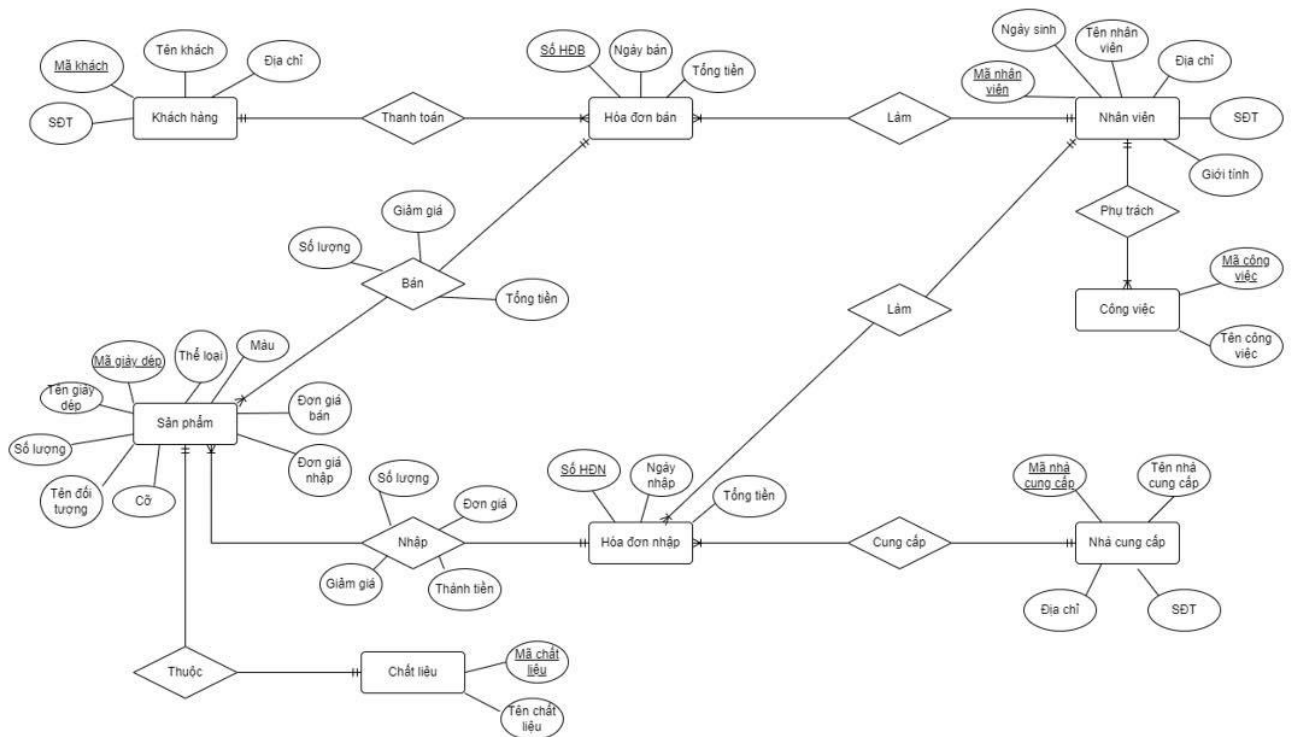 Tên khách
Mã khách
Địa chỉ
SĐT
Khách hàng
Thanh toán
Số HĐB
Ngày bán
Tổng tiền
Hóa đơn bán
Làm
Ngày sinh
Tên nhân
viên
Mã nhân
viên
Địa chỉ
Nhân viên
SĐT
Giới tính
Phụ trách
Mã công
việc
Công việc
Tên công
việc
Giảm giá
Số lượng
Bán
Tổng tiền
Làm
Mã giày dép
Thể loại
Màu
Tên giày
dép
Sản phẩm
Đơn giá
bán
Số lượng
Đơn giá
nhập
Tên đối
tượng
Cỡ
Số lượng
Đơn giá
Nhập
Giảm giá
Thành tiền
Số HĐN
Ngày
nhập
Tổng tiền
Hóa đơn nhập
Cung cấp
Mã nhà
cung cấp
Tên nhà
cung cấp
Nhà cung cấp
Địa chỉ
SĐT
Thuộc
Chất liệu
Mã chất
liệu
Tên chất
liệu